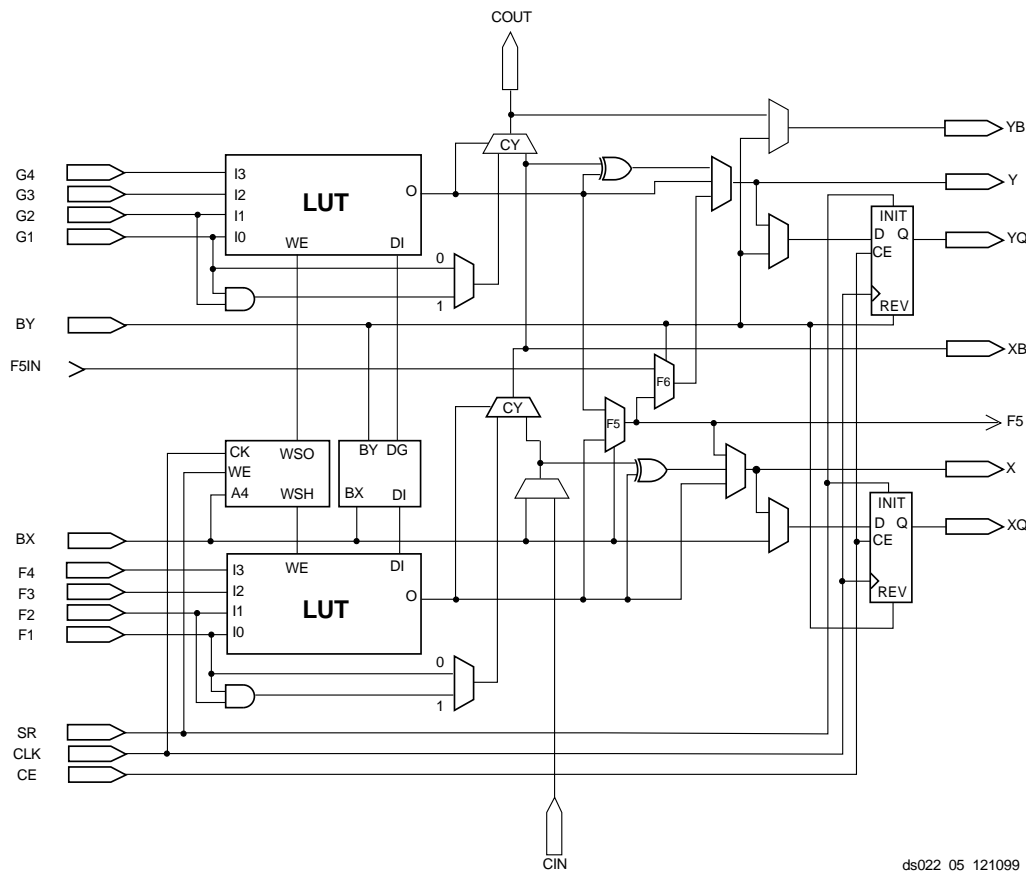 COUT
CY
YB
G4
G3
G2
G1
I3
I2
I1
I0
LUT
O
WE
DI
0
1
Y
INIT
D Q
CE
REV
YQ
BY
F5IN
XB
F6
CY
F5
F5
CK
WE
A4
WSO
WSH
BY DG
BX
DI
X
INIT
D Q
CE
REV
XQ
BX
F4
F3
F2
F1
I3
I2
I1
I0
WE
DI
LUT
O
0
1
SR
CLK
CE
CIN
ds022_05_121099